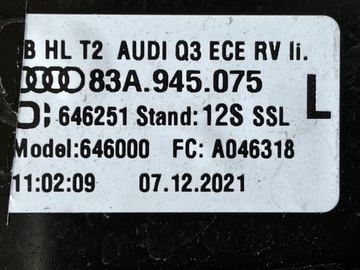 B HL T2 AUDI Q3 ECE RV li.
83A.945.075
646251 Stand: 12S SSL
L
Model:646000 FC: A046318
11:02:09 07.12.2021